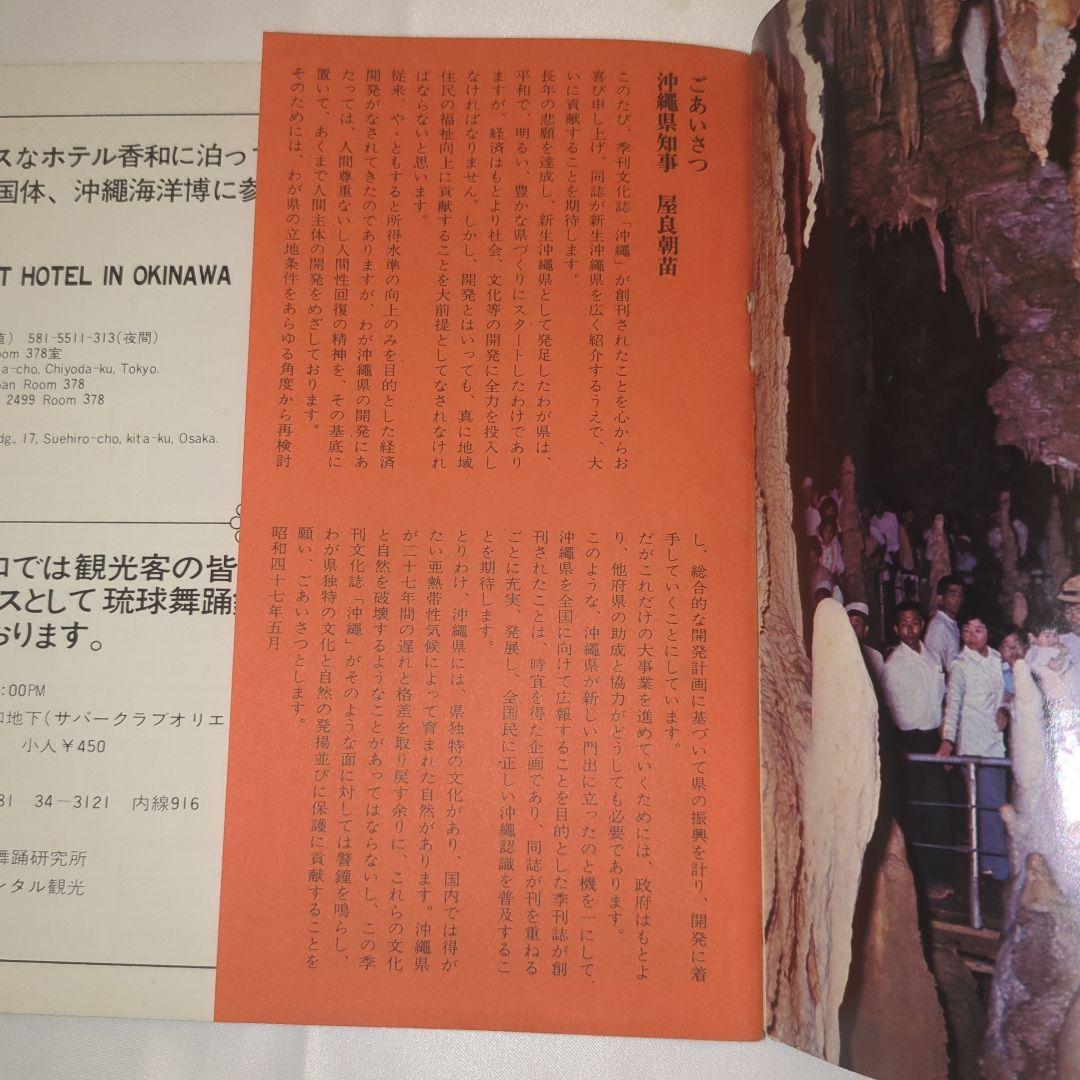 ごあいさつ
沖繩県知事　屋良朝苗
このたび、季刊文化誌「沖繩」が創刊されたことを心からお
喜び申し上げ、同誌が新生沖繩県を広く紹介するうえで、大
いに貢献することを期待します。
長年の悲願を達成し、新生沖繩県として発足したわが県は、
平和で、明るい、豊かな県づくりにスタートしたわけであり
ますが、経済はもとより社会、文化等の開発に全力を投入し
なければなりません。しかし、開発とはいっても、真に地域
住民の福祉向上に貢献することを大前提としてなされなけれ
ばならないと思います。
従来、やゝともすると所得水準の向上のみを目的とした経済
開発がなされてきたのでありますが、わが沖繩県の開発にあ
たっては、人間尊重ないし人間性回復の精神を、その基底に
置いて、あくまで人間主体の開発をめざしております。
そのためには、わが県の立地条件をあらゆる角度から再検討
し、総合的な開発計画に基づいて県の振興を計り、開発に着
手していくことにしています。
だがこれだけの大事業を進めていくためには、政府はもとよ
り、他府県の助成と協力がどうしても必要であります。
このような、沖繩県が新しい門出に立ったのと機を一にして、
沖繩県を全国に向けて広報することを目的とした季刊誌が創
刊されたことは、時宜を得た企画であり、同誌が刊を重ねる
ごとに充実、発展し、全国民に正しい沖繩認識を普及するこ
とを期待します。
とりわけ、沖繩県には、県独特の文化があり、国内では得が
たい亜熱帯性気候によって育まれた自然があります。沖繩県
が二十七年間の遅れと格差を取り戻す余りに、これらの文化
と自然を破壊するようなことがあってはならないし、この季
刊文化誌「沖繩」がそのような面に対しては警鐘を鳴らし、
わが県独特の文化と自然の発揚並びに保護に貢献することを
願い、ごあいさつとします。
昭和四十七年五月
スなホテル香和に泊って
国体、沖繩海洋博に参
T HOTEL IN OKINAWA
直） 581-5511-313(夜間)
oom 378室
a-cho, Chiyoda-ku, Tokyo.
pan Room 378
2499 Room 378
dg., 17, Suehiro-cho, kita-ku, Osaka.
ロでは観光客の皆
スとして琉球舞踊
おります。
:00PM
地下（サパークラブオリエ
小人￥450
81 34－3121 内線916
舞踊研究所
ンタル観光